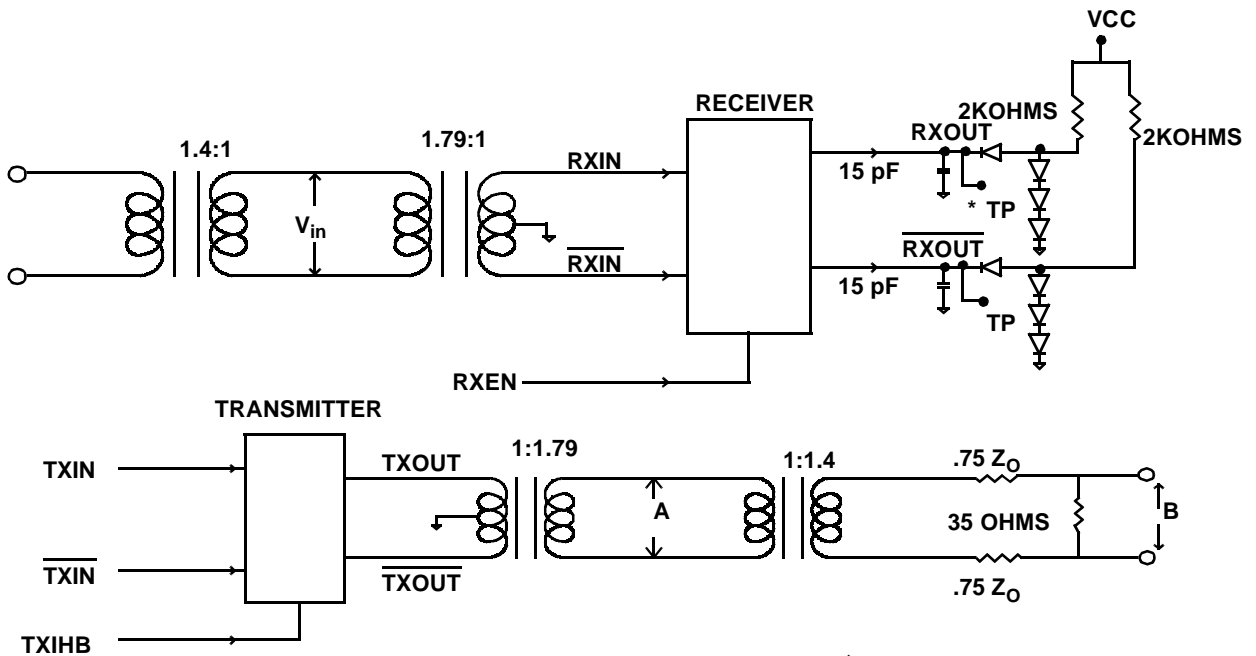 VCC
RECEIVER
2KOHMS
RXOUT
2KOHMS
1.4:1
1.79:1
RXIN
15 pF
* TP
Vin
RXOUT
RXIN
15 pF
TP
RXEN
TRANSMITTER
1:1.79
1:1.4
.75 ZO
TXIN
TXOUT
A
35 OHMS
B
TXIN
TXOUT
.75 ZO
TXIHB